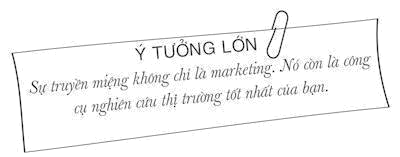 Ý TƯỞNG LỚN
Sự truyền miệng không chỉ là marketing. Nó còn là công
cụ nghiên cứu thị trường tốt nhất của bạn.